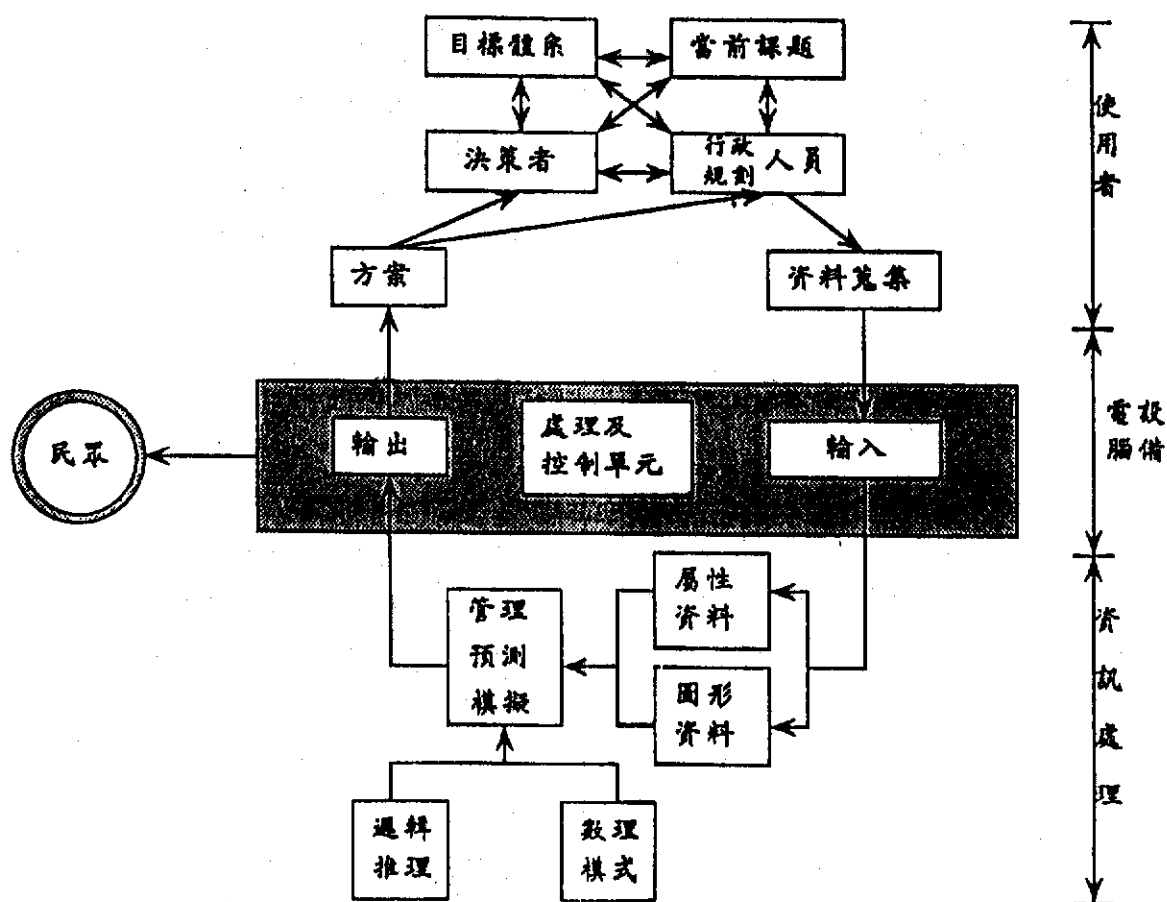 目標體系
當前課題
決策者
行政
規劃
人員
方案
資料蒐集
使用者
民眾
輸出
處理及
控制單元
輸入
電腦
設備
管理
預測
模擬
屬性
資料
圖形
資料
資訊處理
邏輯
推理
數理
模式